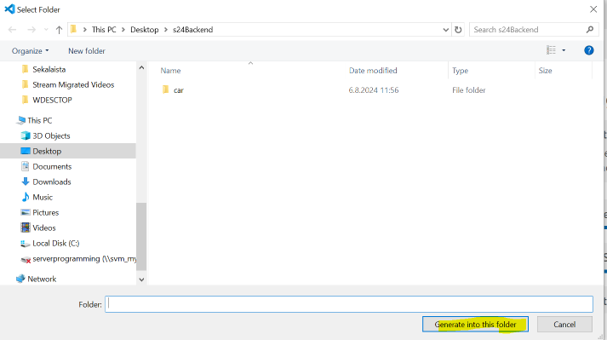 Select Folder
This PC > Desktop > s24Backend
Search s24Backend
Organize
New folder
Name
Date modified
Type
Size
Sekalaista
Stream Migrated Videos
WDESCTOP
This PC
3D Objects
Desktop
Documents
Downloads
Music
Pictures
Videos
Local Disk (C:)
serverprogramming (\\svm_my
Network
car
6.8.2024 11:56
File folder
Folder:
Generate into this folder
Cancel